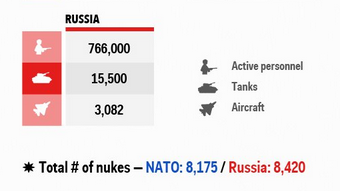 RUSSIA
766,000
15,500
3,082
Active personnel
Tanks
Aircraft
✷ Total # of nukes – NATO: 8,175 / Russia: 8,420